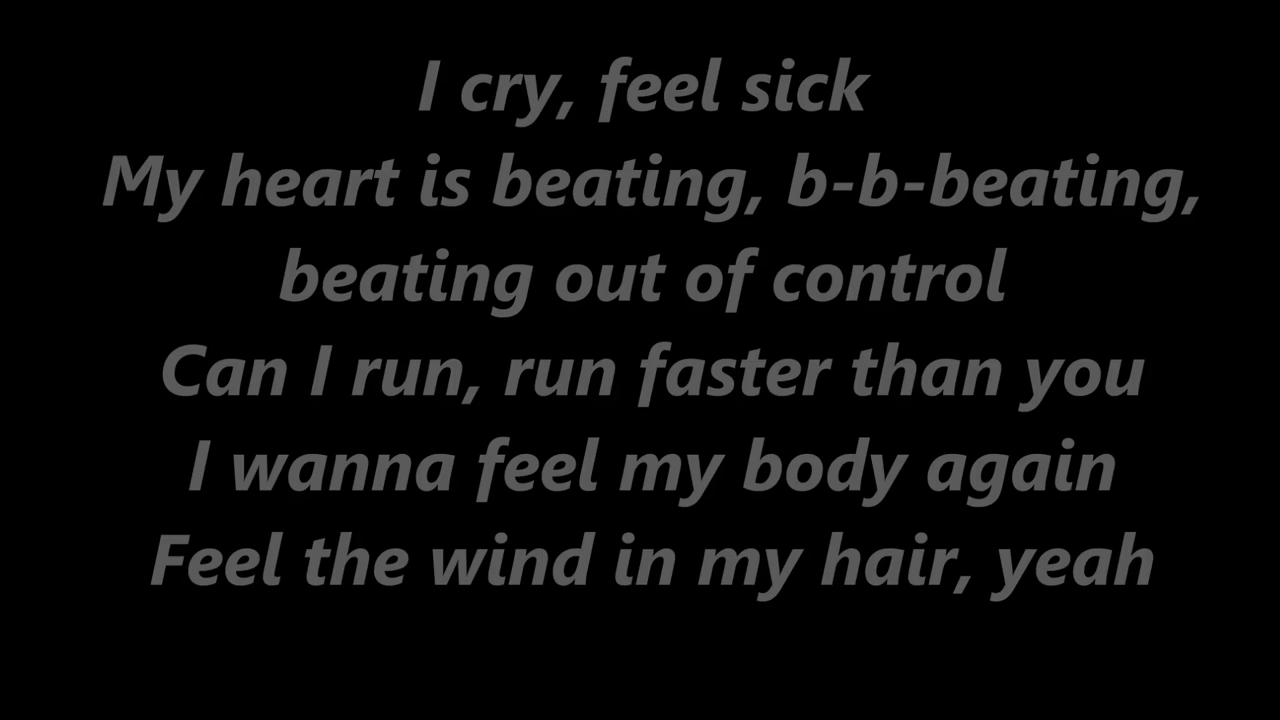 I cry, feel sick
My heart is beating, b-b-beating,
beating out of control
Can I run, run faster than you
I wanna feel my body again
Feel the wind in my hair, yeah